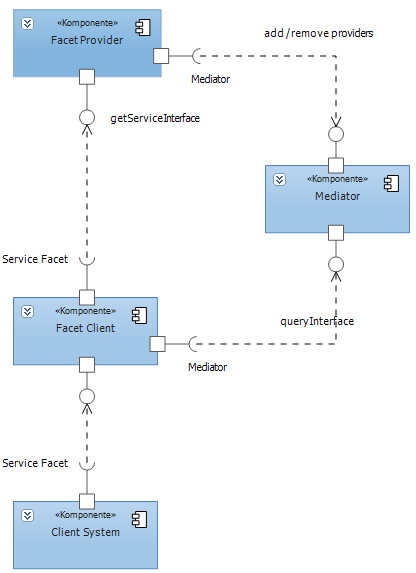 «Komponente»
Facet Provider
add / remove providers
Mediator
getServiceInterface
«Komponente»
Mediator
Service Facet
«Komponente»
Facet Client
queryInterface
Mediator
Service Facet
«Komponente»
Client System